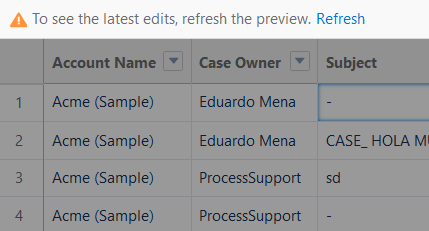 To see the latest edits, refresh the preview. Refresh
Account Name Case Owner Subject
1 Acme (Sample) Eduardo Mena -
2 Acme (Sample) Eduardo Mena CASE_ HOLA
3 Acme (Sample) ProcessSupport sd
4 Acme (Sample) ProcessSupport -